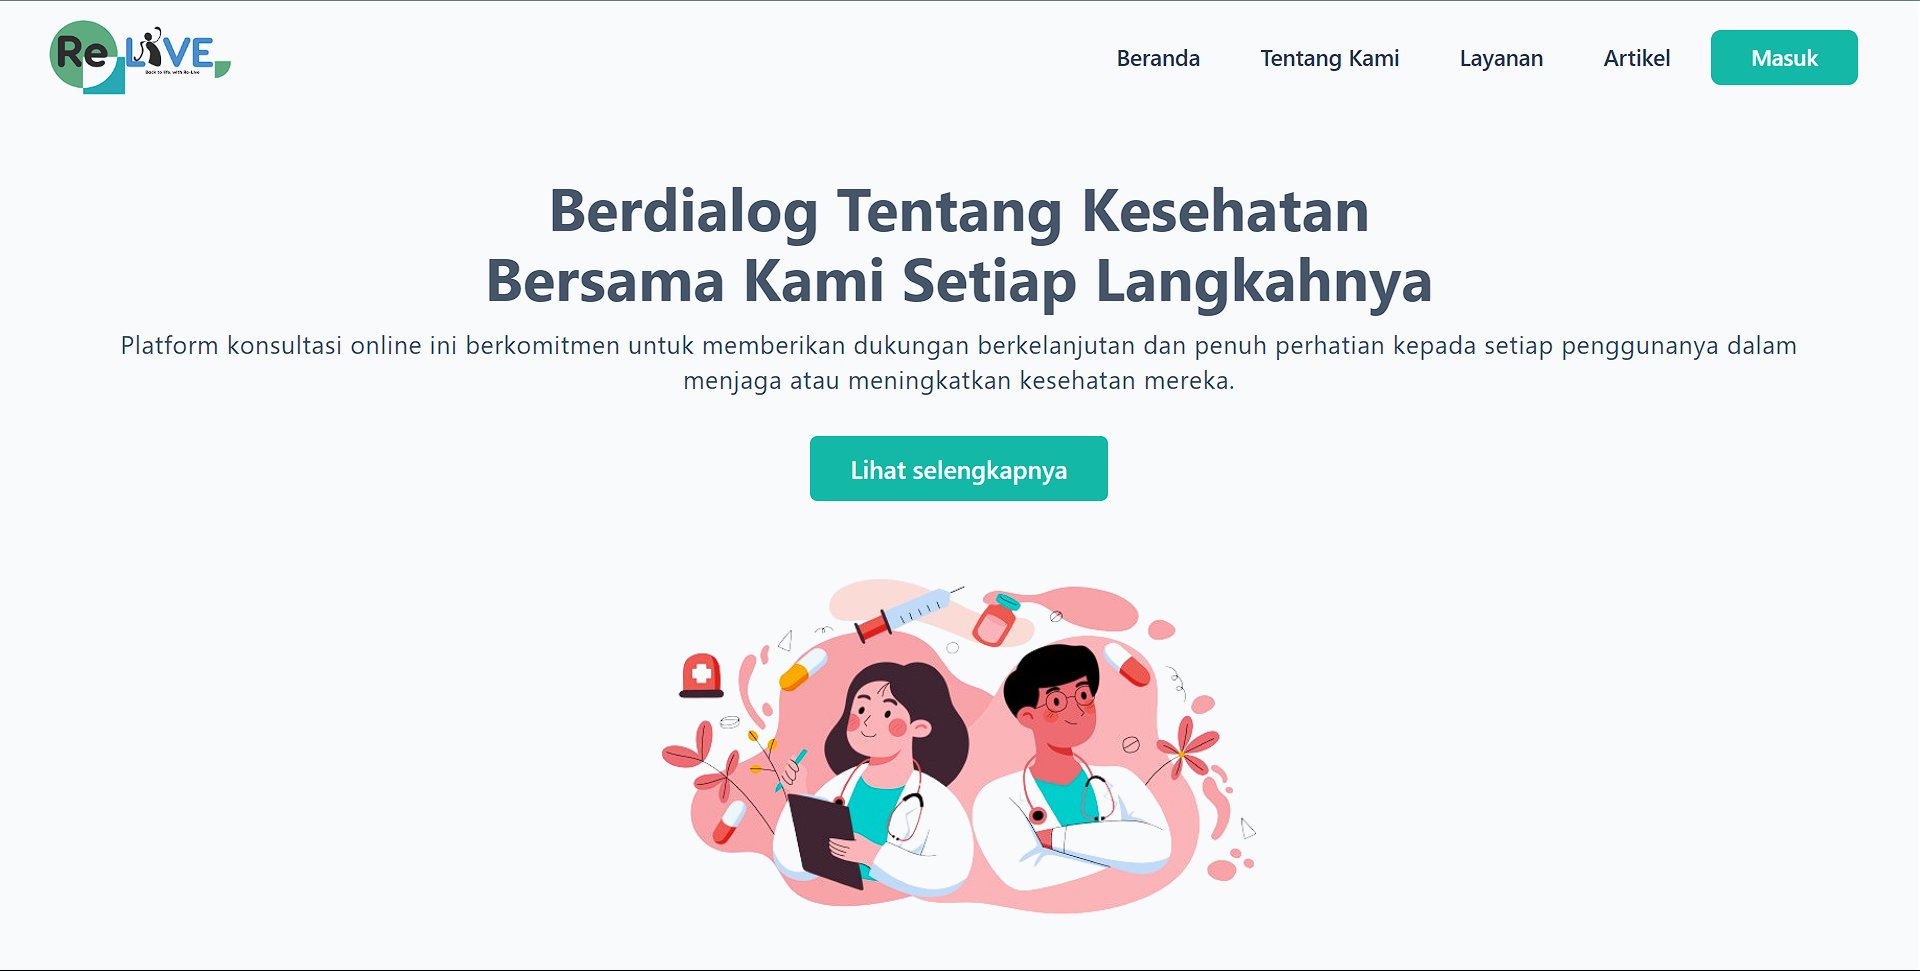 Re LIVE
Back to life, with Re-Live
Beranda Tentang Kami Layanan Artikel Masuk
Berdialog Tentang Kesehatan
Bersama Kami Setiap Langkahnya
Platform konsultasi online ini berkomitmen untuk memberikan dukungan berkelanjutan dan penuh perhatian kepada setiap penggunanya dalam
menjaga atau meningkatkan kesehatan mereka.
Lihat selengkapnya